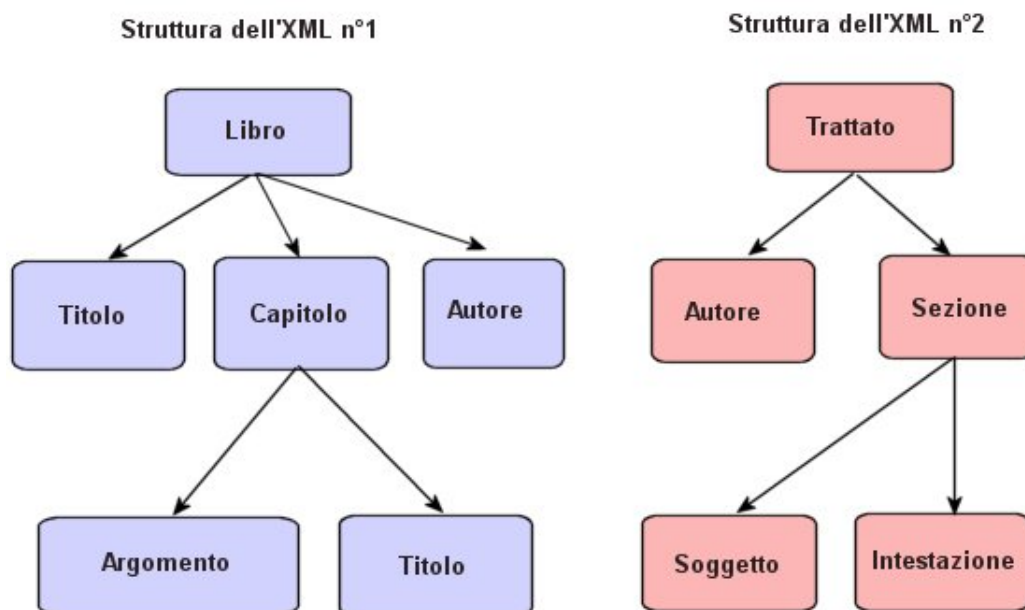 Struttura dell'XML n°1
Libro
Titolo
Capitolo
Autore
Argomento
Titolo
Struttura dell'XML n°2
Trattato
Autore
Sezione
Soggetto
Intestazione